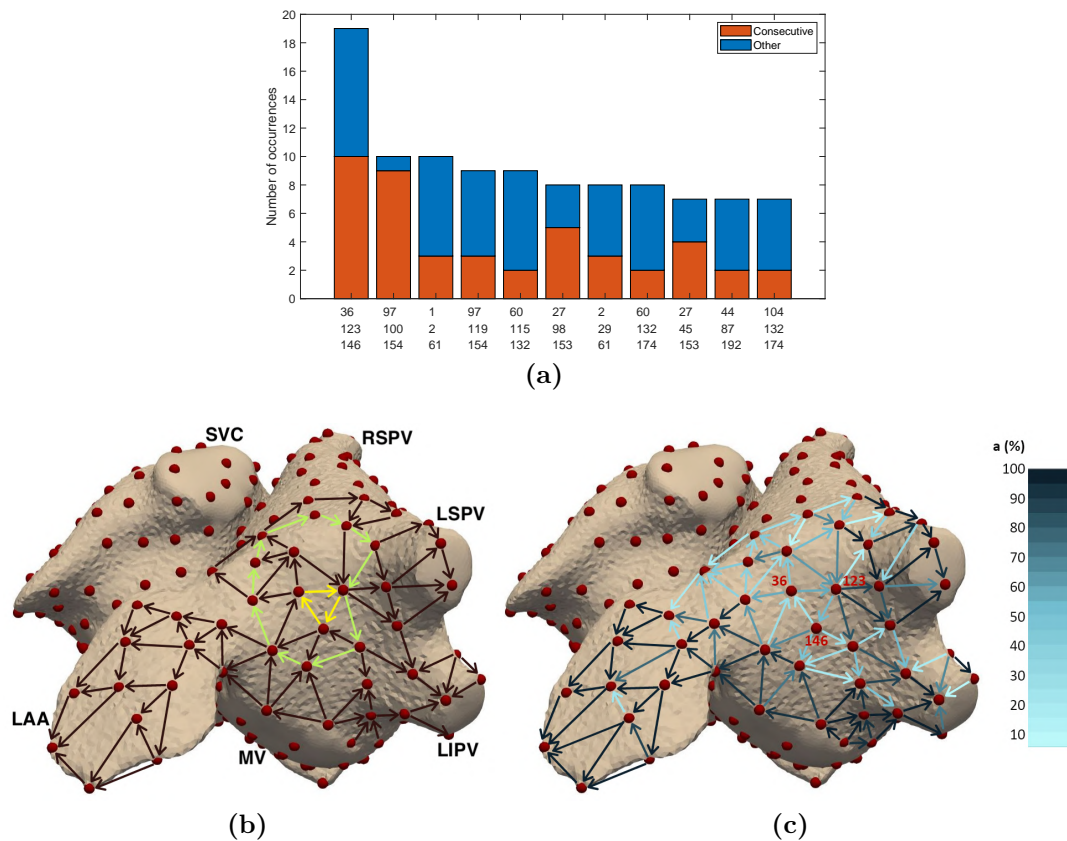 20
18
16
14
12
10
8
6
4
2
0
Number of occurrences
Consecutive
Other
36 97 1 97 60 27 2 60 27 44 104
123 100 2 119 115 98 29 132 45 87 132
146 154 61 154 132 153 61 174 153 192 174
(a)
SVC
RSPV
LSPV
LAA
MV
LIPV
(b)
36
123
146
a (%)
100
90
80
70
60
50
40
30
20
10
(c)